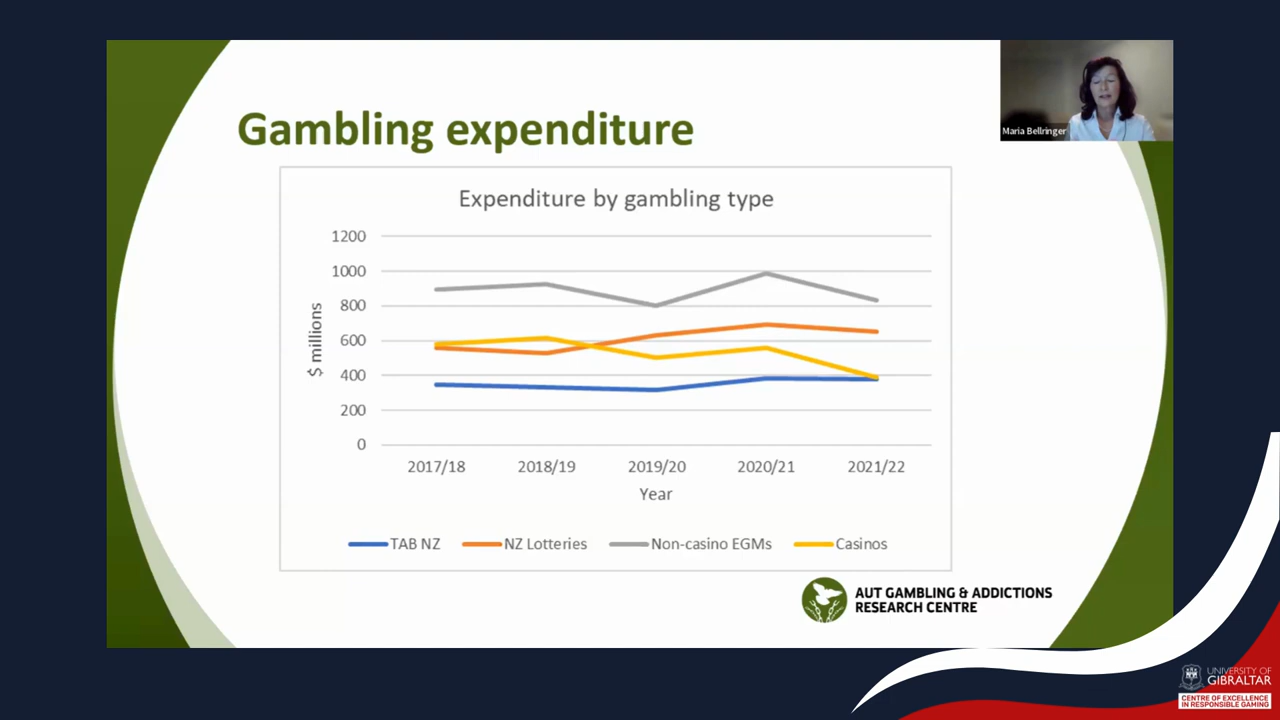 Gambling expenditure
Maria Bellringer
Expenditure by gambling type
1200
1000
800
600
400
200
0
$ millions
2017/18 2018/19 2019/20 2020/21 2021/22
Year
TAB NZ NZ Lotteries Non-casino EGMs Casinos
AUT GAMBLING & ADDICTIONS
RESEARCH CENTRE
UNIVERSITY OF
GIBRALTAR
CENTRE OF EXCELLENCE
IN RESPONSIBLE GAMING